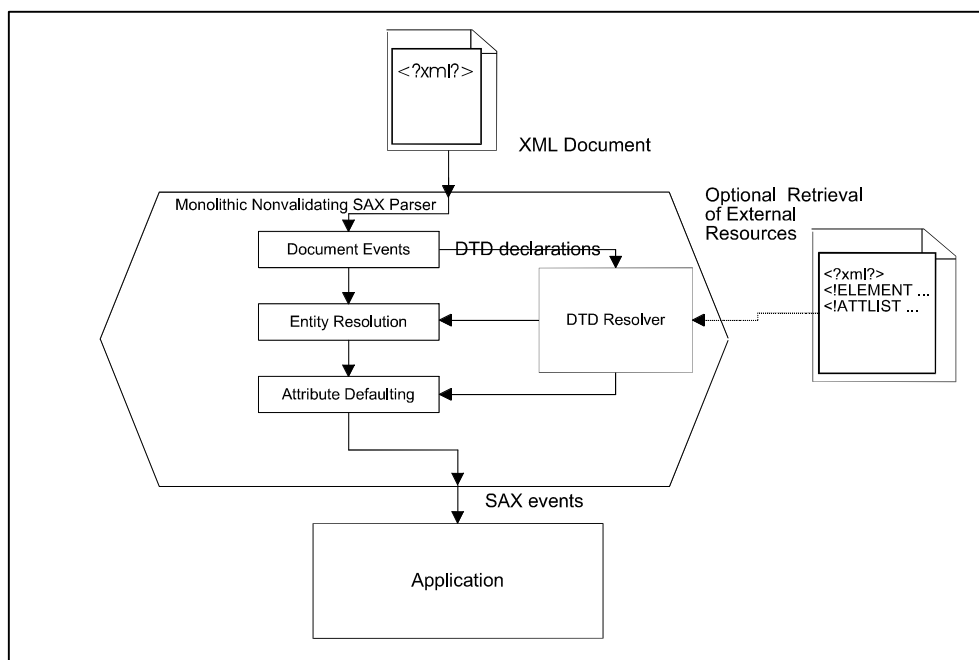 <?xml?>
XML Document
Monolithic Nonvalidating SAX Parser
Optional Retrieval
of External
Resources
Document Events
DTD declarations
<?xml?>
<!ELEMENT ...
<!ATTLIST ...
Entity Resolution
DTD Resolver
Attribute Defaulting
SAX events
Application